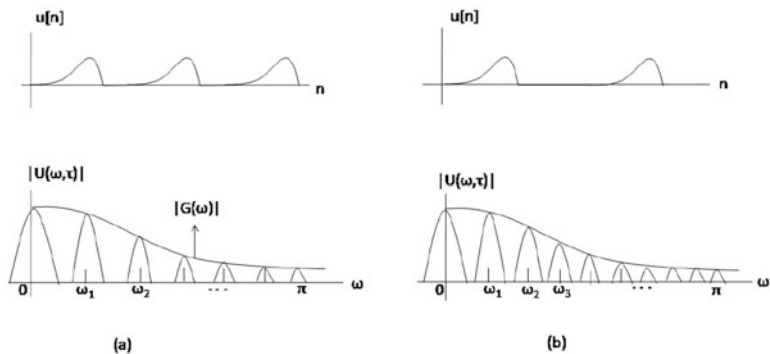 u[n]
n
|U(ω,τ)|
|G(ω)|
0 ω₁ ω₂ ... π ω
(a)
u[n]
n
|U(ω,τ)|
0 ω₁ ω₂ ω₃ ... π ω
(b)